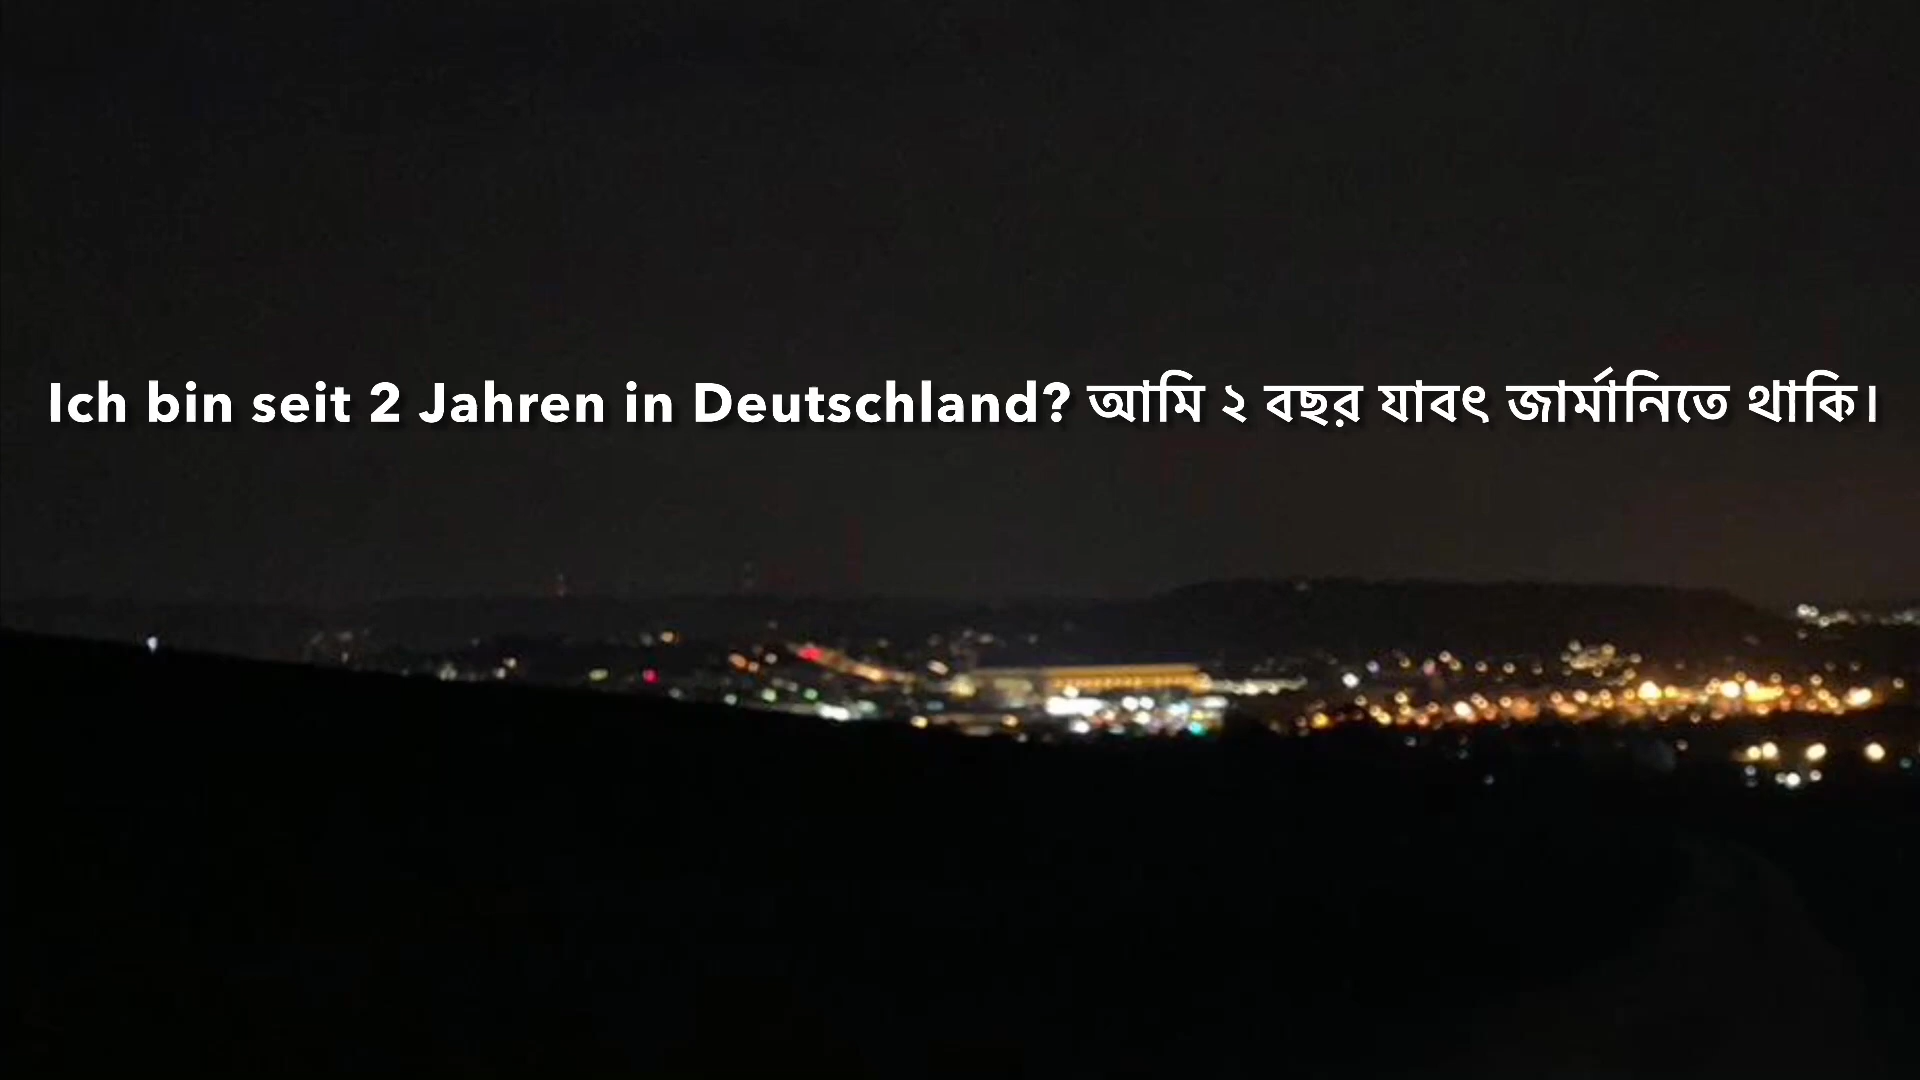 Ich bin seit 2 Jahren in Deutschland? আমি ২ বছর যাবৎ জার্মানিতে থাকি।